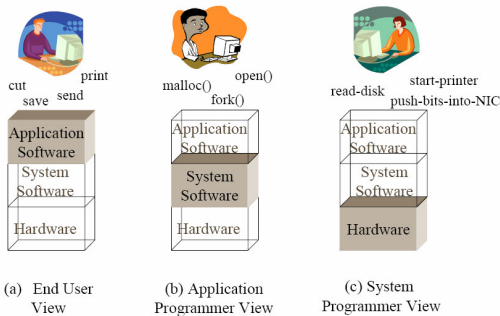 print
cut
send
save
Application
Software
System
Software
Hardware
(a) End User
View
open()
malloc()
fork()
Application
Software
System
Software
Hardware
(b) Application
Programmer View
start-printer
read-disk
push-bits-into-NIC
Application
Software
System
Software
Hardware
(c) System
Programmer View